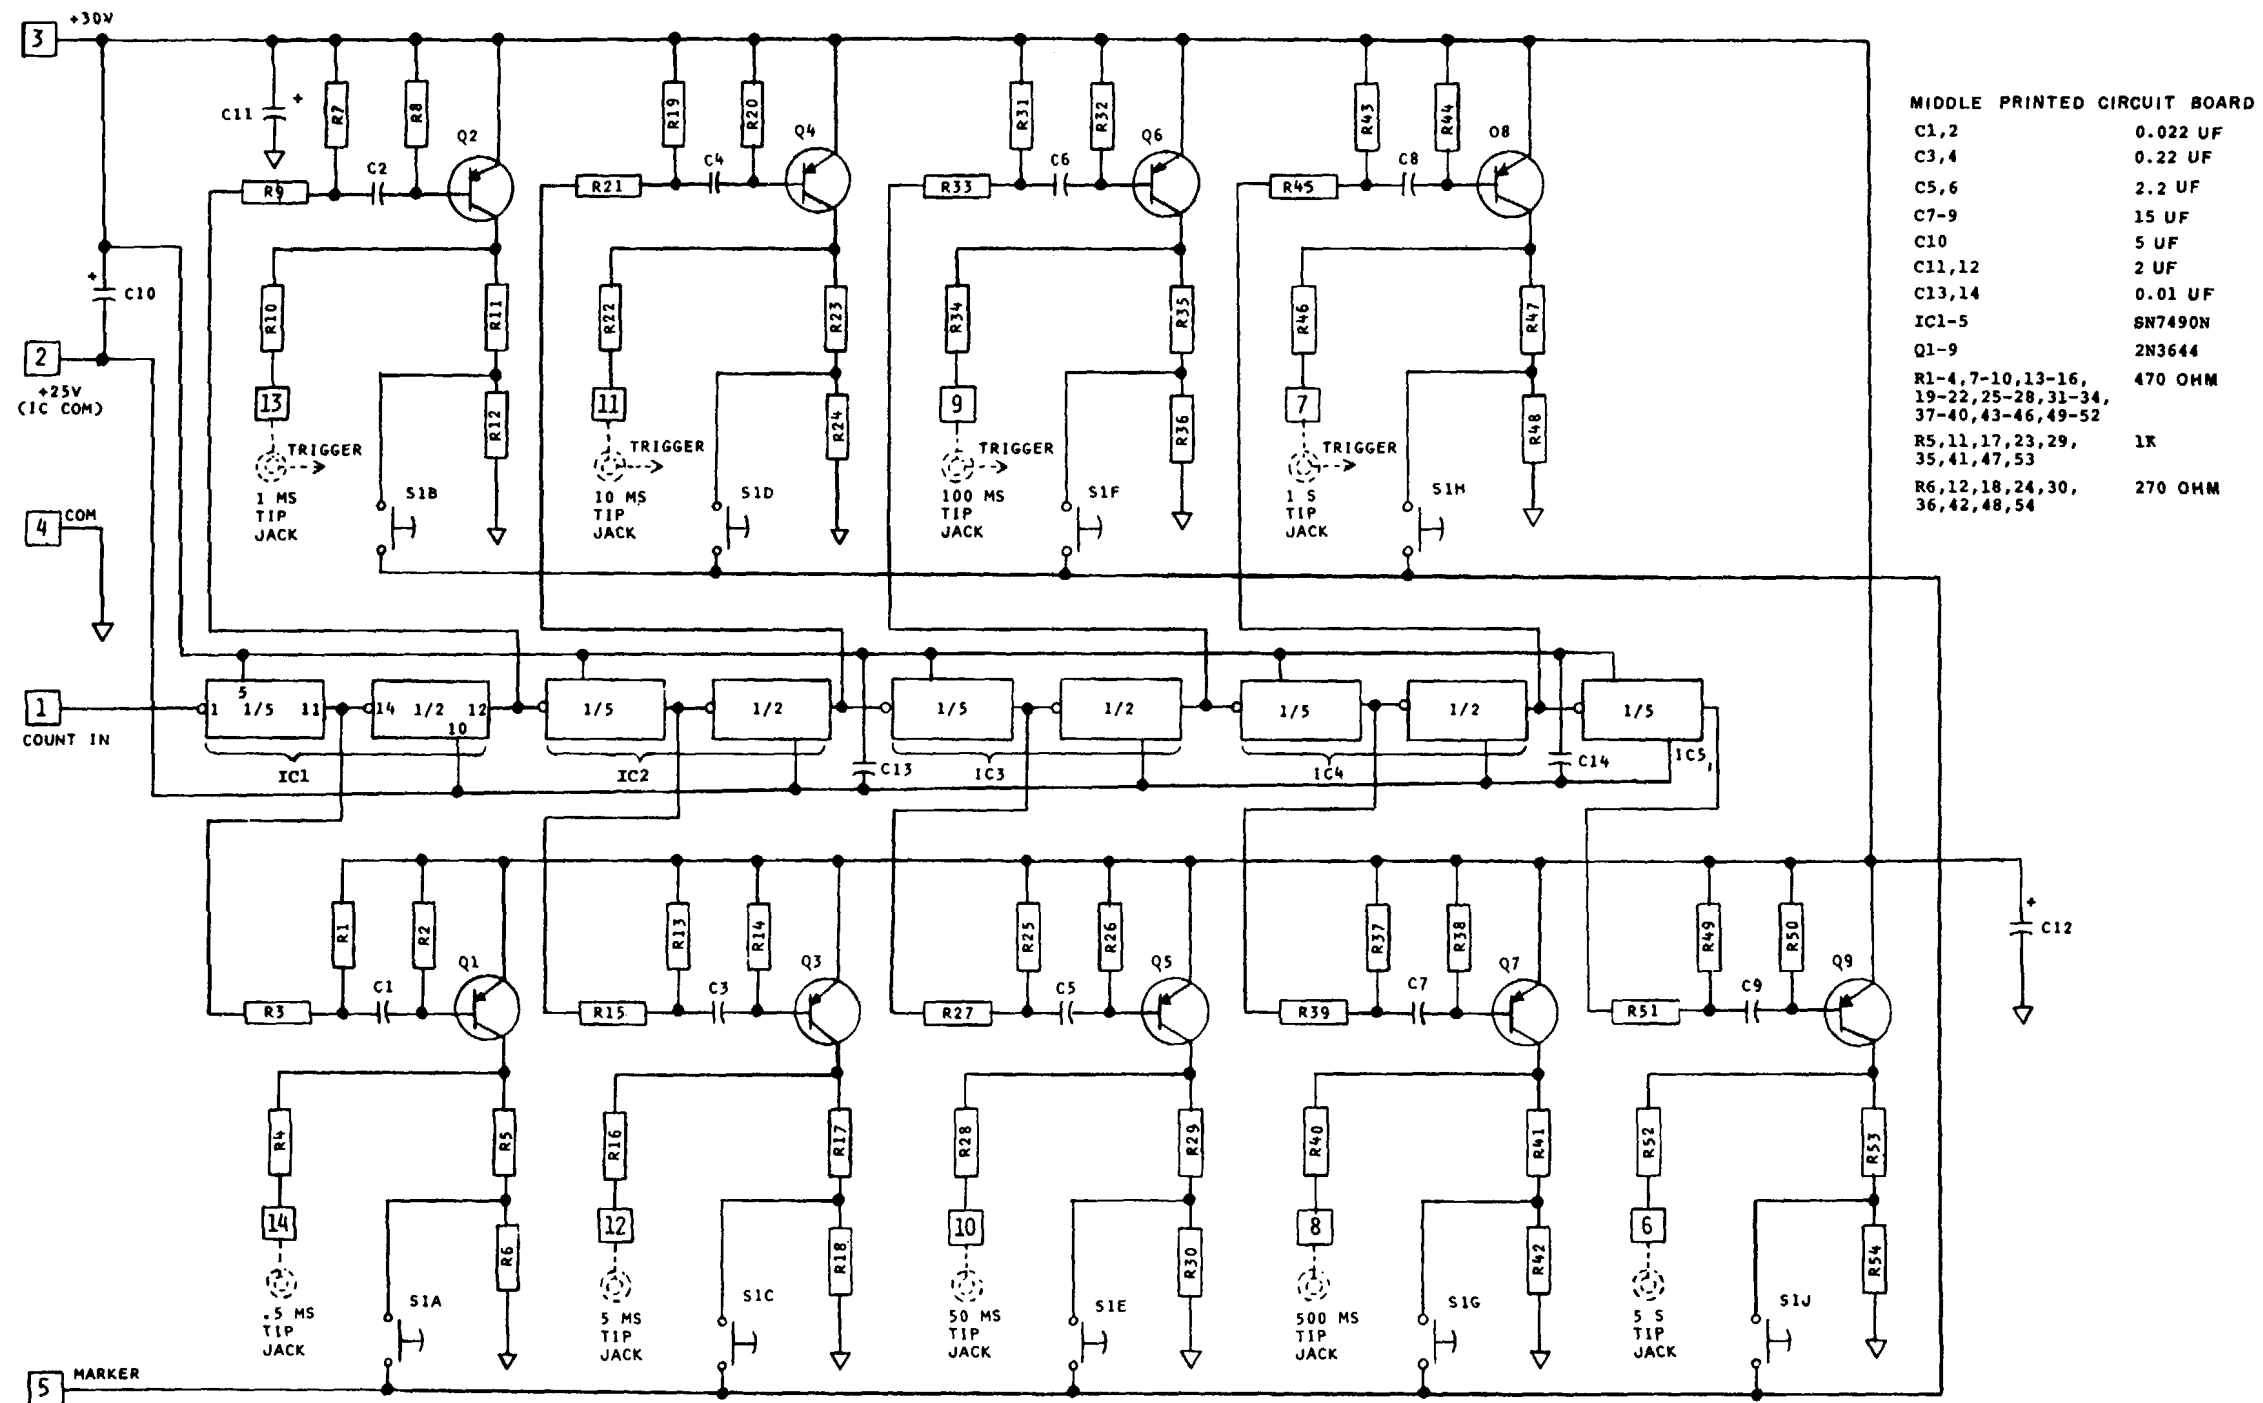 3
+30V
C11
+
R7
R8
Q2
R9
C2
R19
R20
Q4
R21
C4
R31
R32
Q6
R33
C6
R43
R44
O8
R45
C8
MIDDLE PRINTED CIRCUIT BOARD
C1,2 0.022 UF
C3,4 0.22 UF
C5,6 2.2 UF
C7-9 15 UF
C10 5 UF
C11,12 2 UF
C13,14 0.01 UF
IC1-5 SN7490N
Q1-9 2N3644
R1-4,7-10,13-16, 470 OHM
19-22,25-28,31-34,
37-40,43-46,49-52
R5,11,17,23,29, 1K
35,41,47,53
R6,12,18,24,30, 270 OHM
36,42,48,54
+
C10
2
+25V
(IC COM)
4
COM
R10
R11
13
R12
TRIGGER
1 MS
TIP
JACK
S1B
R22
R23
11
R24
TRIGGER
10 MS
TIP
JACK
S1D
R34
R35
9
R36
TRIGGER
100 MS
TIP
JACK
S1F
R46
R47
7
R48
TRIGGER
1 S
TIP
JACK
S1H
1
COUNT IN
5
1 1/5 11
14 1/2 12
10
IC1
1/5
1/2
IC2
C13
1/5
1/2
IC3
1/5
1/2
IC4
C14
1/5
IC5
R1
R2
Q1
R3
C1
R13
R14
Q3
R15
C3
R25
R26
Q5
R27
C5
R37
R38
Q7
R39
C7
R49
R50
Q9
R51
C9
+
C12
R4
R5
14
R6
.5 MS
TIP
JACK
S1A
R16
R17
12
R18
5 MS
TIP
JACK
S1C
R28
R29
10
R30
50 MS
TIP
JACK
S1E
R40
R41
8
R42
500 MS
TIP
JACK
S1G
R52
R53
6
R54
5 S
TIP
JACK
S1J
5
MARKER